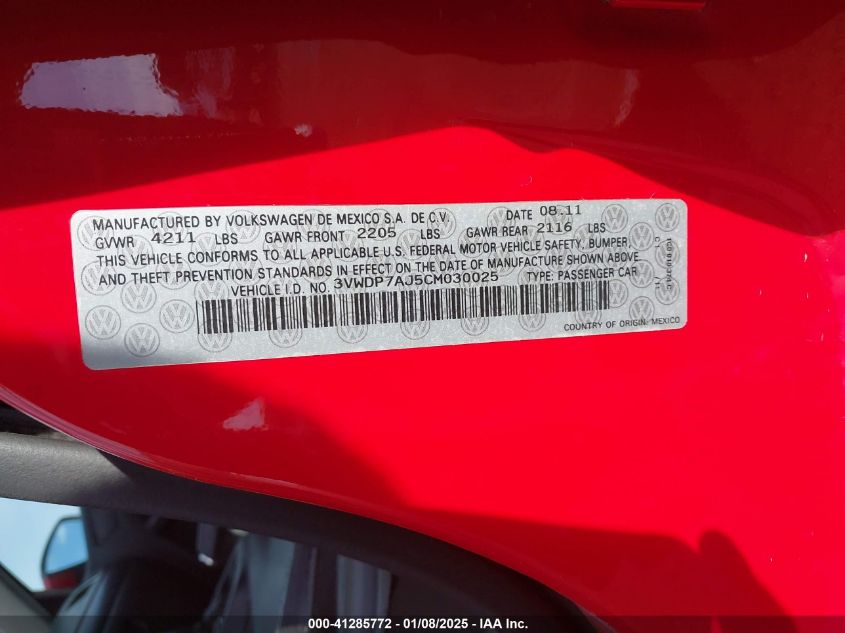 MANUFACTURED BY VOLKSWAGEN DE MEXICO S.A. DE C.V. DATE 08.11
GVWR 4211 LBS GAWR FRONT 2205 LBS GAWR REAR 2116 LBS
THIS VEHICLE CONFORMS TO ALL APPLICABLE U.S. FEDERAL MOTOR VEHICLE SAFETY, BUMPER,
AND THEFT PREVENTION STANDARDS IN EFFECT ON THE DATE OF MANUFACTURE SHOWN ABOVE.
VEHICLE I.D. NO. 3VWDP7AJ5CM030025 TYPE: PASSENGER CAR
COUNTRY OF ORIGIN: MEXICO
000-41285772 - 01/08/2025 - IAA Inc.